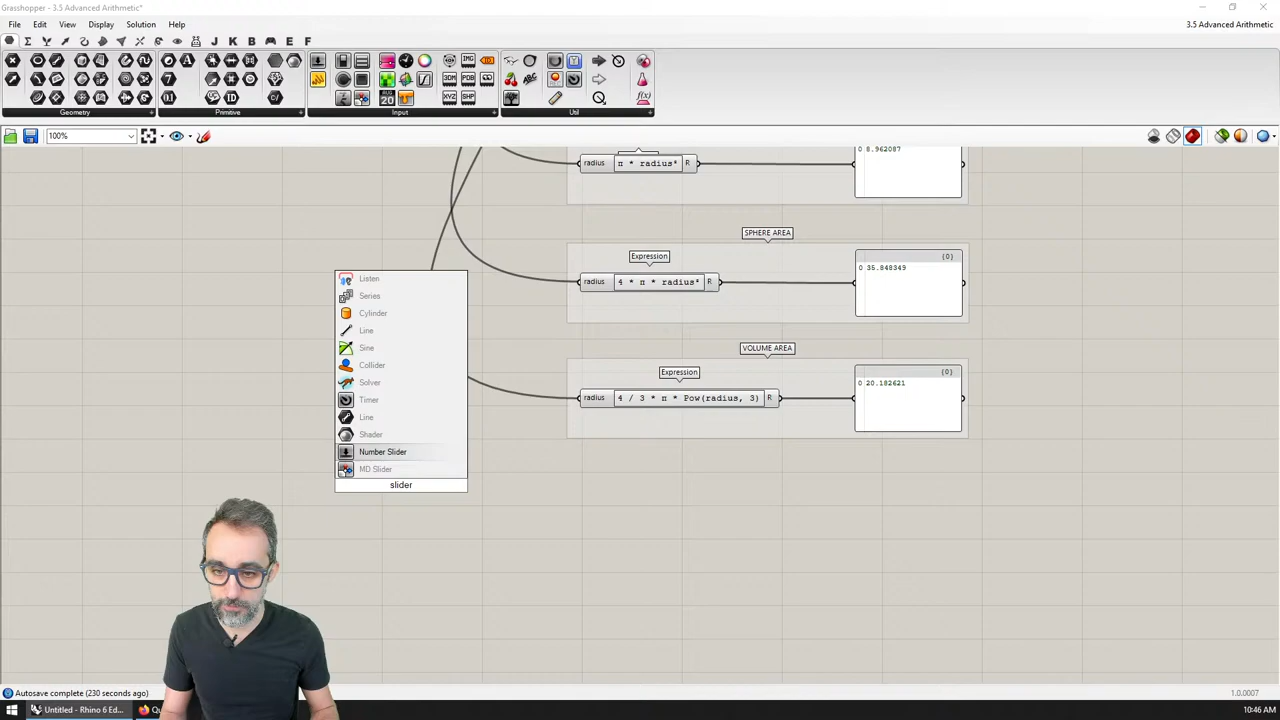 Grasshopper - 3.5 Advanced Arithmetic*
File Edit View Display Solution Help
3.5 Advanced Arithmetic
Geometry
Primitive
Input
Util
100%
8.962087
radius
π * radius²
R
SPHERE AREA
Expression
radius
4 * π * radius²
R
{0}
0 35.848349
VOLUME AREA
Expression
radius
4 / 3 * π * Pow(radius, 3)
R
{0}
0 20.182621
Listen
Series
Cylinder
Line
Sine
Collider
Solver
Timer
Line
Shader
Number Slider
MD Slider
slider
Autosave complete (230 seconds ago)
1.0.0007
Untitled - Rhino 6 Ed...
10:46 AM